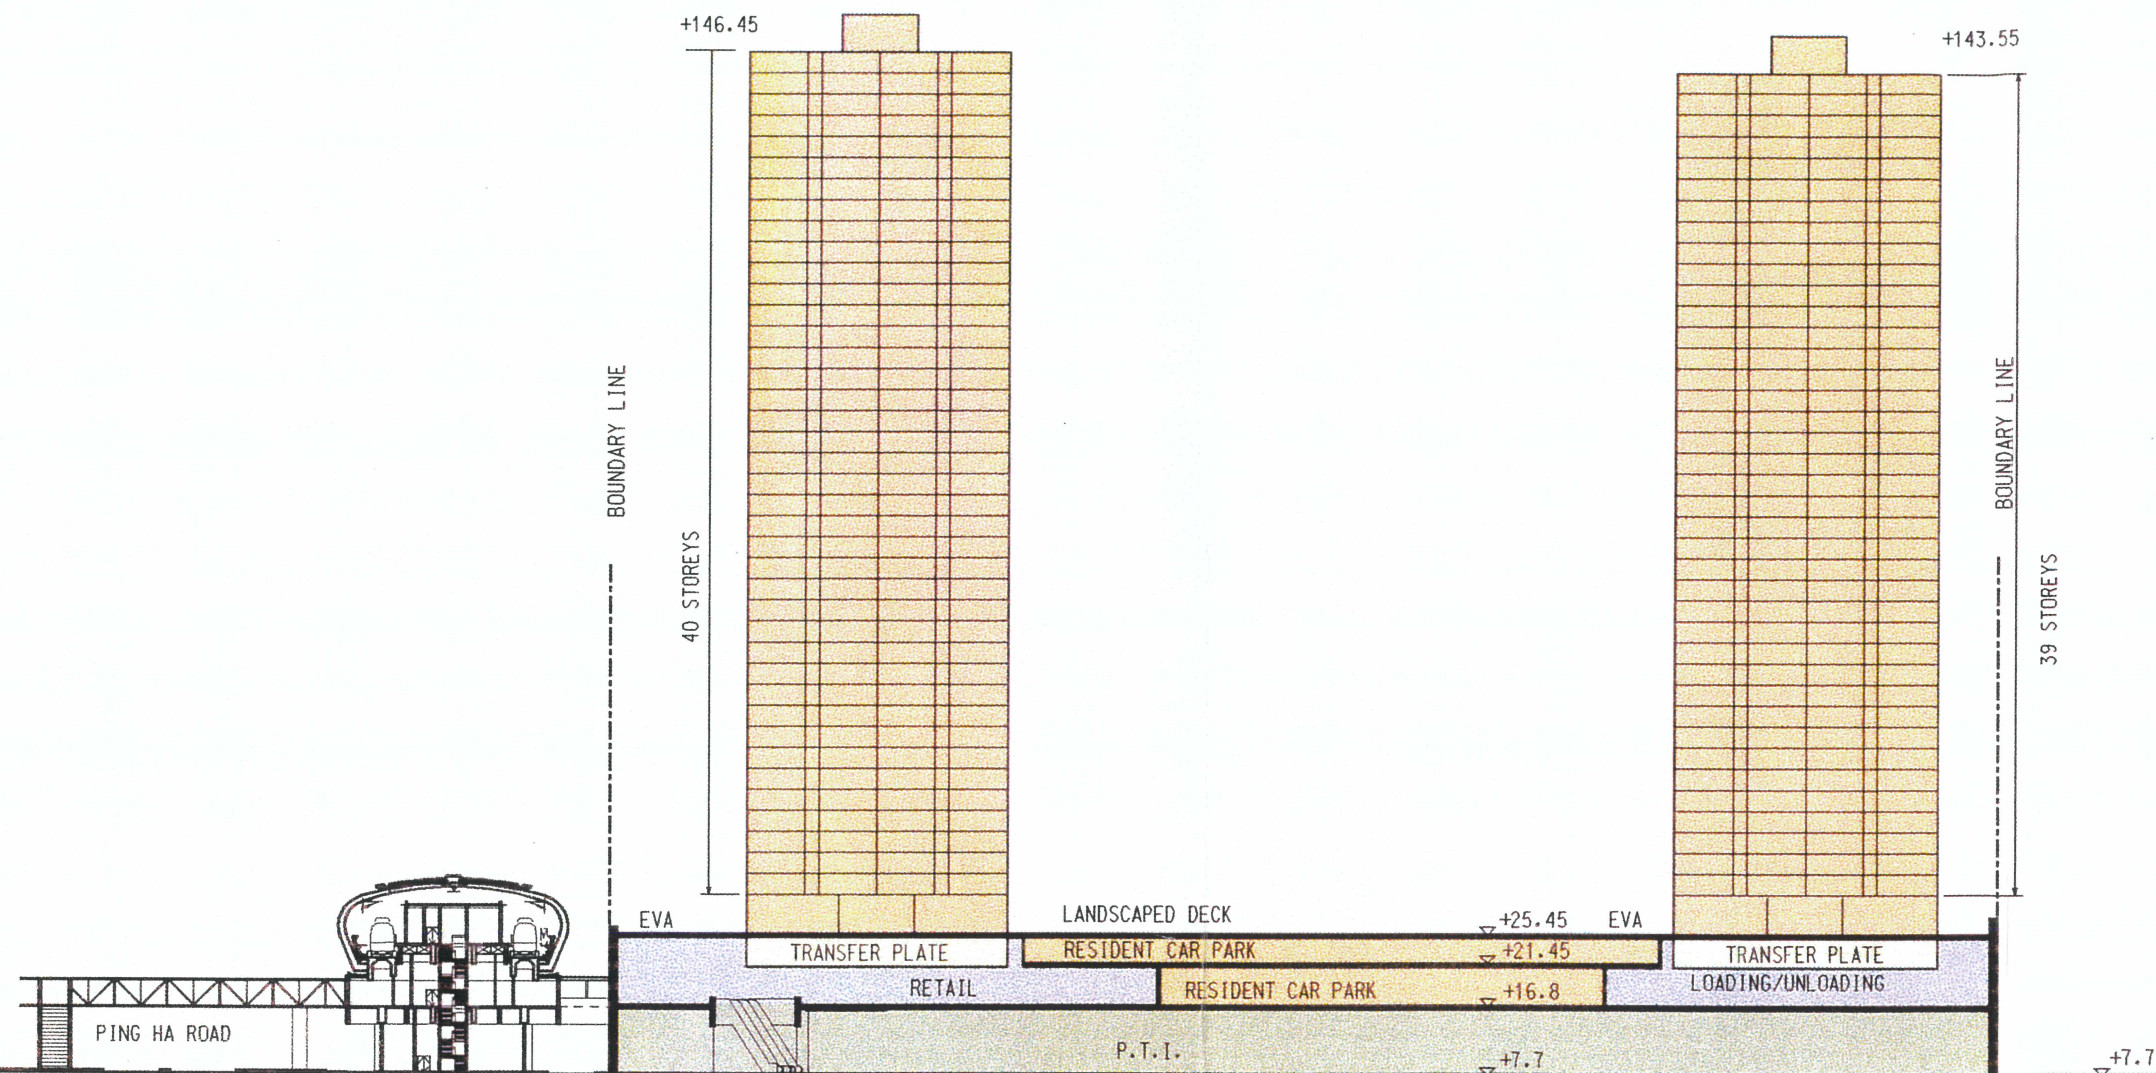 +146.45
+143.55
BOUNDARY LINE
BOUNDARY LINE
40 STOREYS
39 STOREYS
EVA
LANDSCAPED DECK
+25.45
EVA
TRANSFER PLATE
RESIDENT CAR PARK
+21.45
TRANSFER PLATE
RETAIL
RESIDENT CAR PARK
+16.8
LOADING/UNLOADING
PING HA ROAD
P.T.I.
+7.7
+7.7